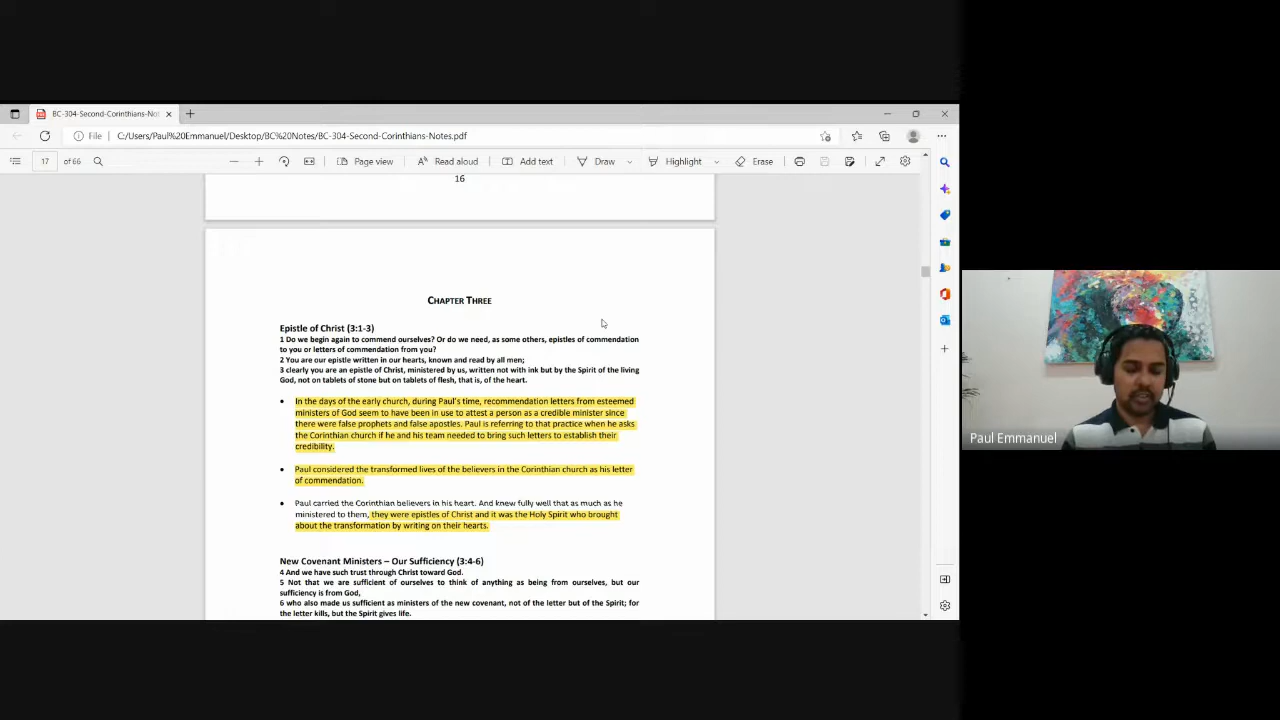 BC-304-Second-Corinthians-Not
File
C:/Users/Paul%20Emmanuel/Desktop/BC%20Notes/BC-304-Second-Corinthians-Notes.pdf
17 of 66
Page view
Read aloud
Add text
Draw
Highlight
Erase
16
CHAPTER THREE
Epistle of Christ (3:1-3)
1 Do we begin again to commend ourselves? Or do we need, as some others, epistles of commendation
to you or letters of commendation from you?
2 You are our epistle written in our hearts, known and read by all men;
3 clearly you are an epistle of Christ, ministered by us, written not with ink but by the Spirit of the living
God, not on tablets of stone but on tablets of flesh, that is, of the heart.
• In the days of the early church, during Paul's time, recommendation letters from esteemed
ministers of God seem to have been in use to attest a person as a credible minister since
there were false prophets and false apostles. Paul is referring to that practice when he asks
the Corinthian church if he and his team needed to bring such letters to establish their
credibility.
• Paul considered the transformed lives of the believers in the Corinthian church as his letter
of commendation.
• Paul carried the Corinthian believers in his heart. And knew fully well that as much as he
ministered to them, they were epistles of Christ and it was the Holy Spirit who brought
about the transformation by writing on their hearts.
New Covenant Ministers – Our Sufficiency (3:4-6)
4 And we have such trust through Christ toward God.
5 Not that we are sufficient of ourselves to think of anything as being from ourselves, but our
sufficiency is from God,
6 who also made us sufficient as ministers of the new covenant, not of the letter but of the Spirit; for
the letter kills, but the Spirit gives life.
Paul Emmanuel